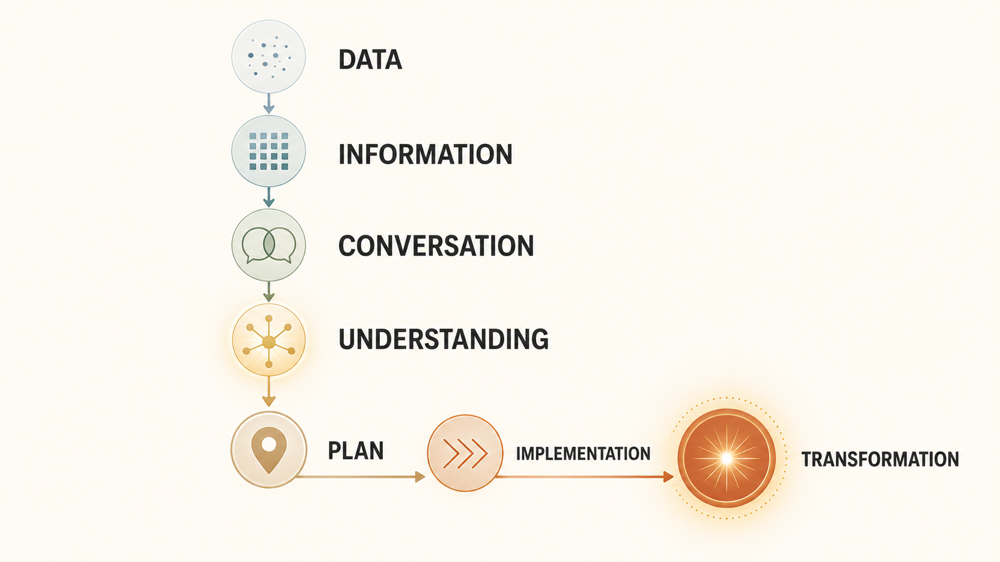 DATA
INFORMATION
CONVERSATION
UNDERSTANDING
PLAN
IMPLEMENTATION
TRANSFORMATION